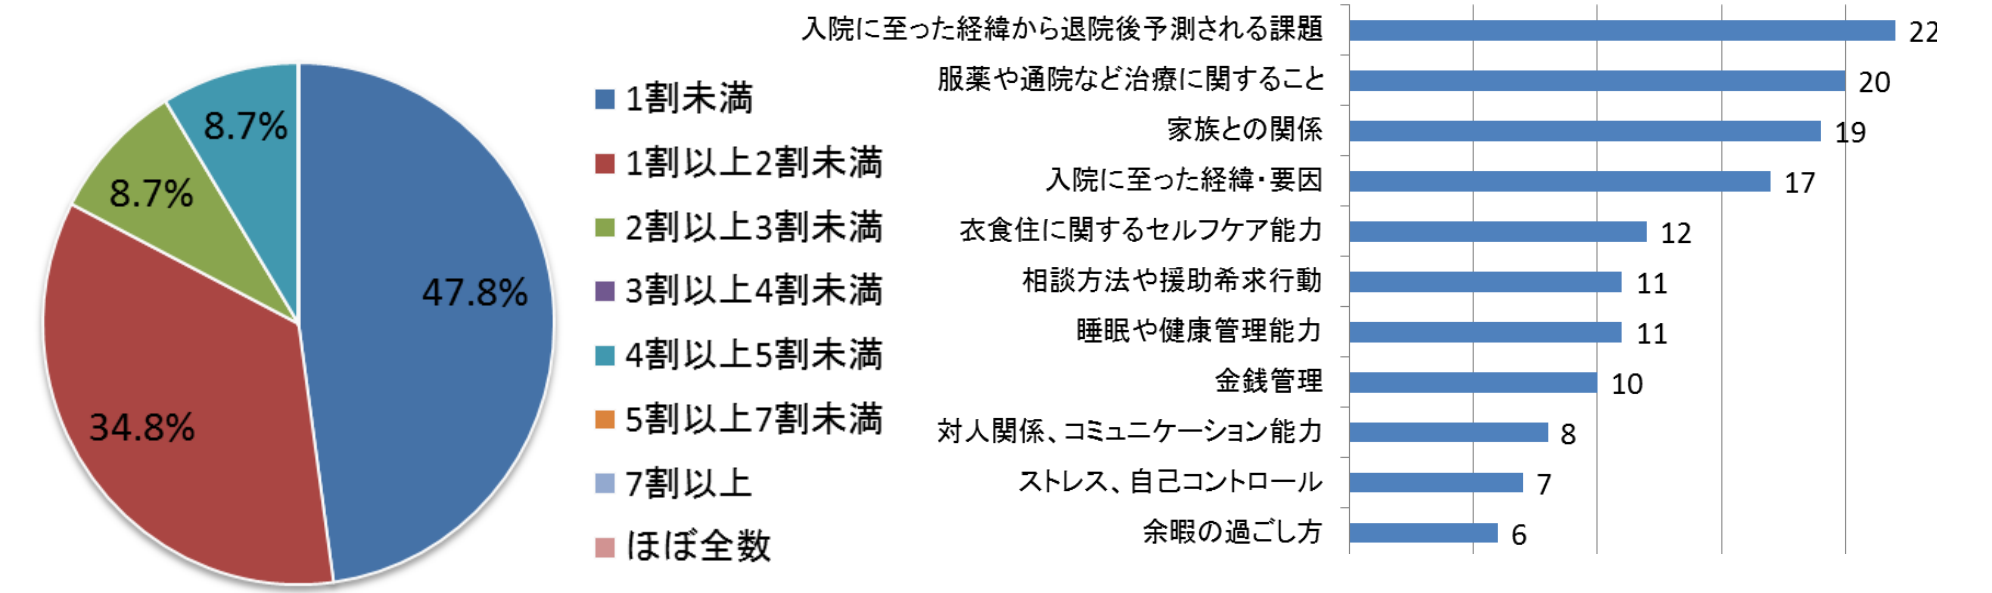 8.7%
8.7%
47.8%
34.8%
1割未満
1割以上2割未満
2割以上3割未満
3割以上4割未満
4割以上5割未満
5割以上7割未満
7割以上
ほぼ全数
入院に至った経緯から退院後予測される課題 22
服薬や通院など治療に関すること 20
家族との関係 19
入院に至った経緯・要因 17
衣食住に関するセルフケア能力 12
相談方法や援助希求行動 11
睡眠や健康管理能力 11
金銭管理 10
対人関係、コミュニケーション能力 8
ストレス、自己コントロール 7
余暇の過ごし方 6